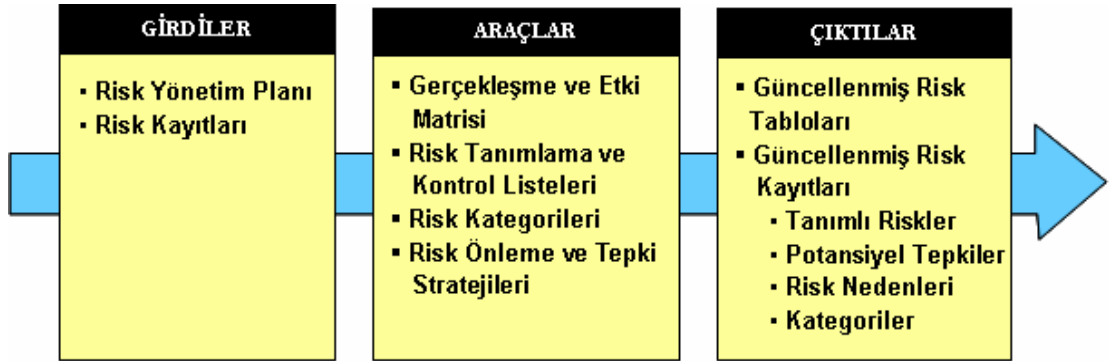 GİRDİLER
▪ Risk Yönetim Planı
▪ Risk Kayıtları
ARAÇLAR
▪ Gerçekleşme ve Etki
Matrisi
▪ Risk Tanımlama ve
Kontrol Listeleri
▪ Risk Kategorileri
▪ Risk Önleme ve Tepki
Stratejileri
ÇIKTILAR
▪ Güncellenmiş Risk
Tabloları
▪ Güncellenmiş Risk
Kayıtları
▪ Tanımlı Riskler
▪ Potansiyel Tepkiler
▪ Risk Nedenleri
▪ Kategoriler